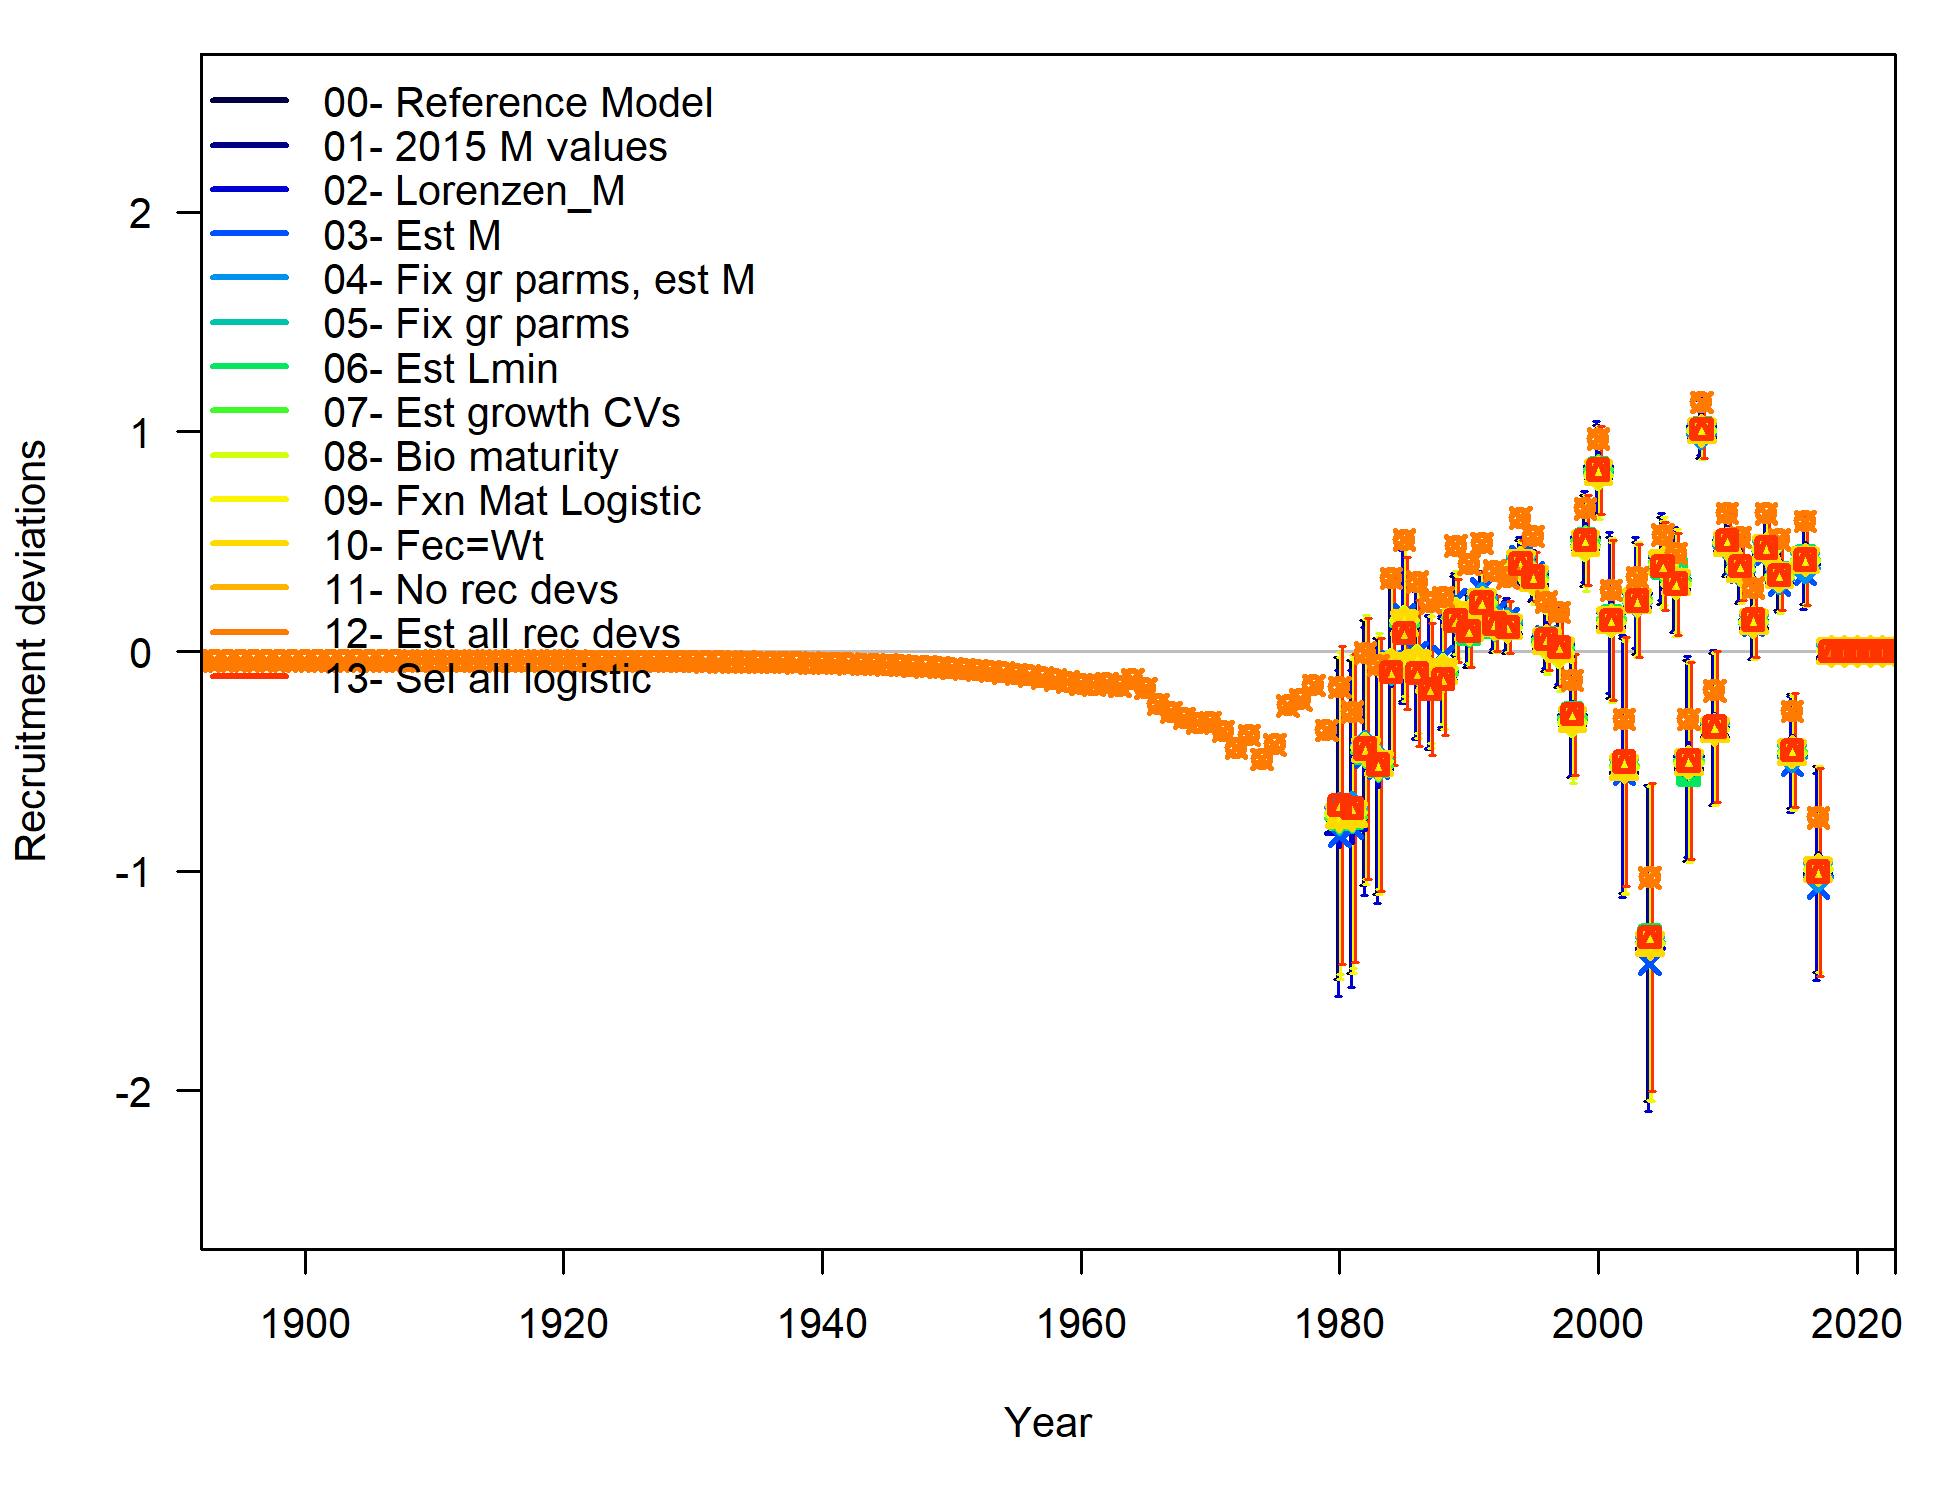 00- Reference Model
01- 2015 M values
02- Lorenzen_M
03- Est M
04- Fix gr parms, est M
05- Fix gr parms
06- Est Lmin
07- Est growth CVs
08- Bio maturity
09- Fxn Mat Logistic
10- Fec=Wt
11- No rec devs
12- Est all rec devs
13- Sel all logistic
Recruitment deviations
2
1
0
-1
-2
1900 1920 1940 1960 1980 2000 2020
Year